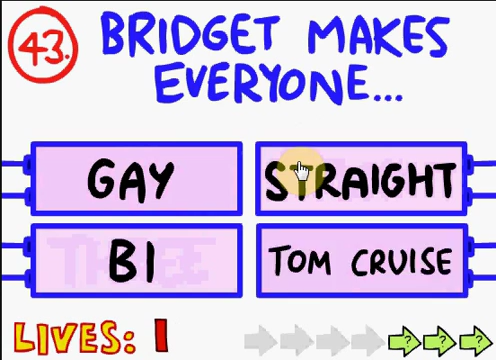 43.
BRIDGET MAKES
EVERYONE...
GAY
STRAIGHT
BI
TOM CRUISE
LIVES: 1
? ? ?